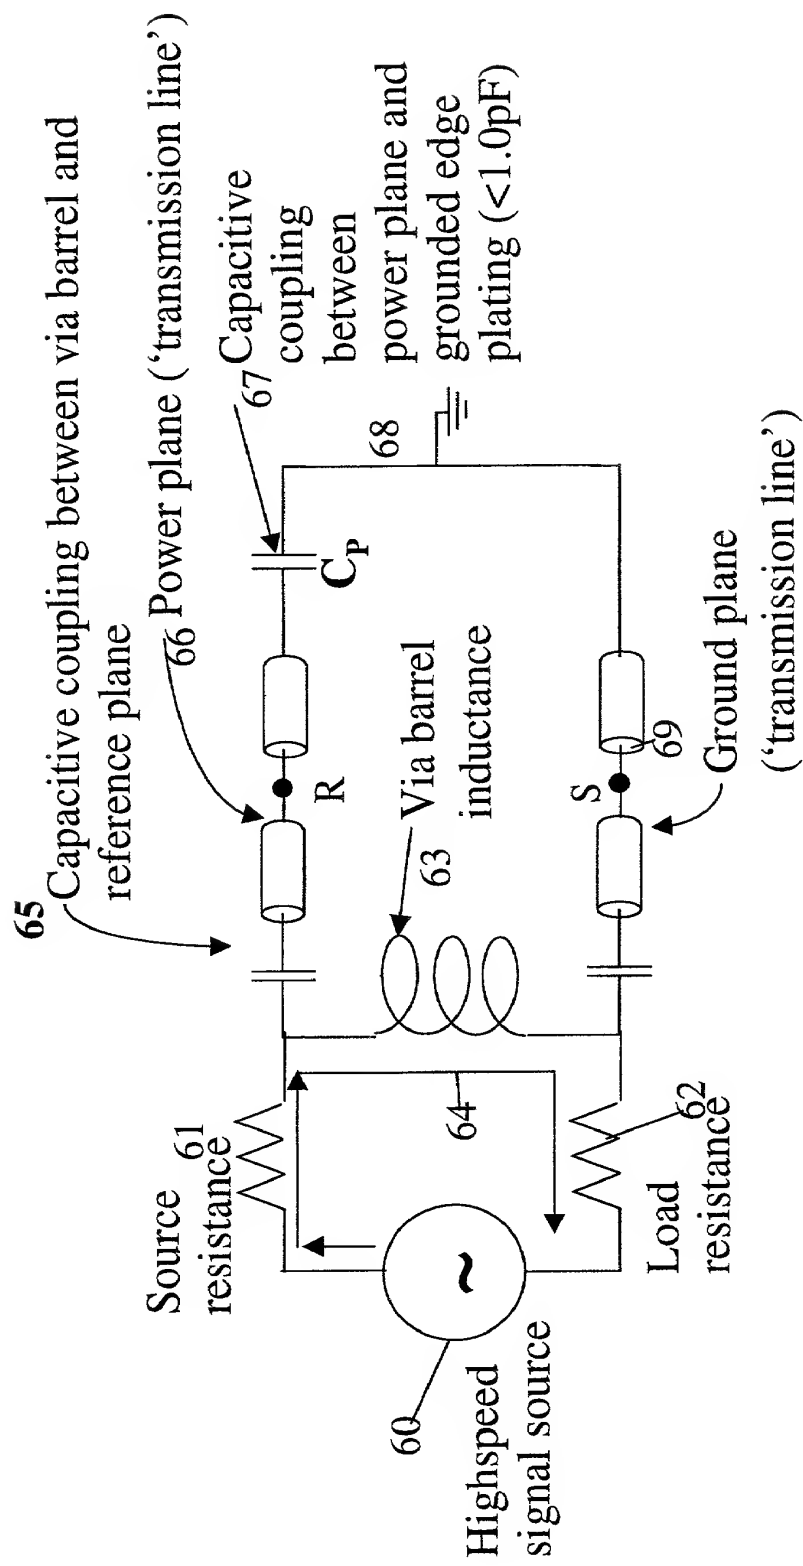 65
Capacitive coupling between via barrel and
reference plane
66
Power plane (‘transmission line’)
67
Capacitive
coupling
between
power plane and
grounded edge
plating (<1.0pF)
Source
resistance
61
R
C_P
68
Via barrel
inductance
63
64
60
Highspeed
signal source
S
69
62
Load
resistance
Ground plane
(‘transmission line’)
~